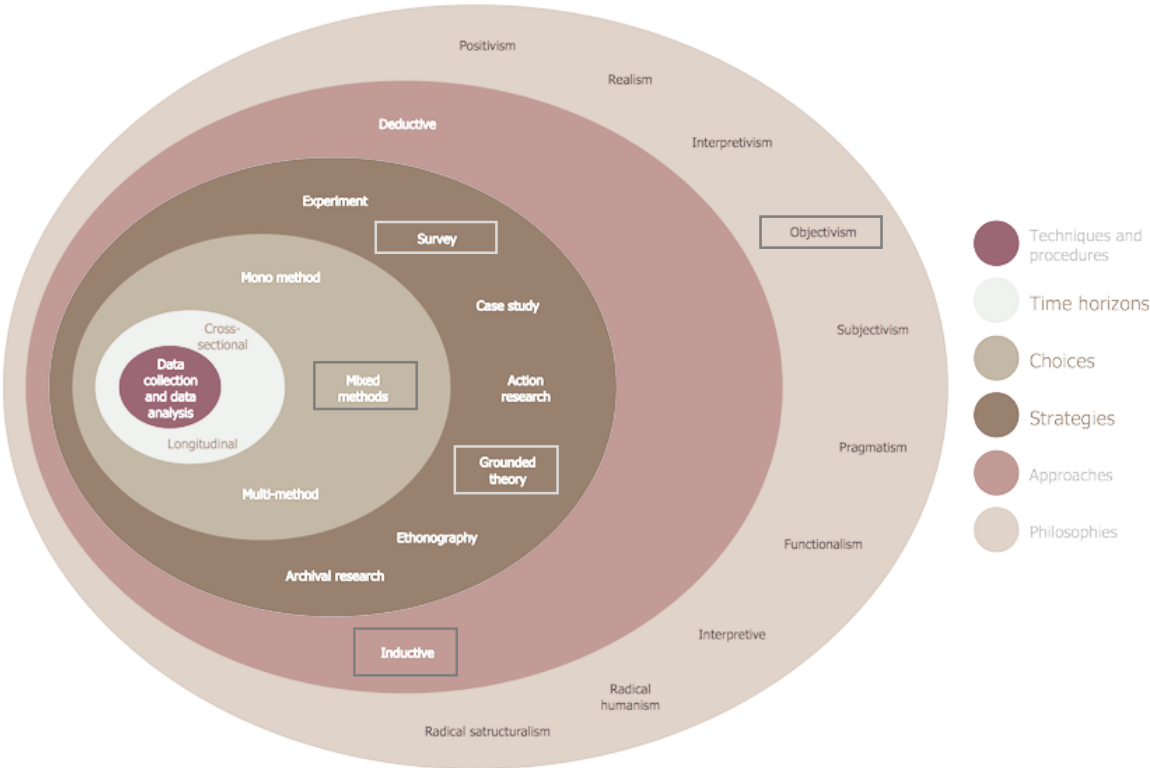 Positivism
Realism
Deductive
Interpretivism
Experiment
Survey
Objectivism
Mono method
Case study
Cross-
sectional
Subjectivism
Data
collection
and data
analysis
Mixed
methods
Action
research
Longitudinal
Pragmatism
Grounded
theory
Multi-method
Ethonography
Functionalism
Archival research
Inductive
Interpretive
Radical
humanism
Radical satructuralism
Techniques and
procedures
Time horizons
Choices
Strategies
Approaches
Philosophies